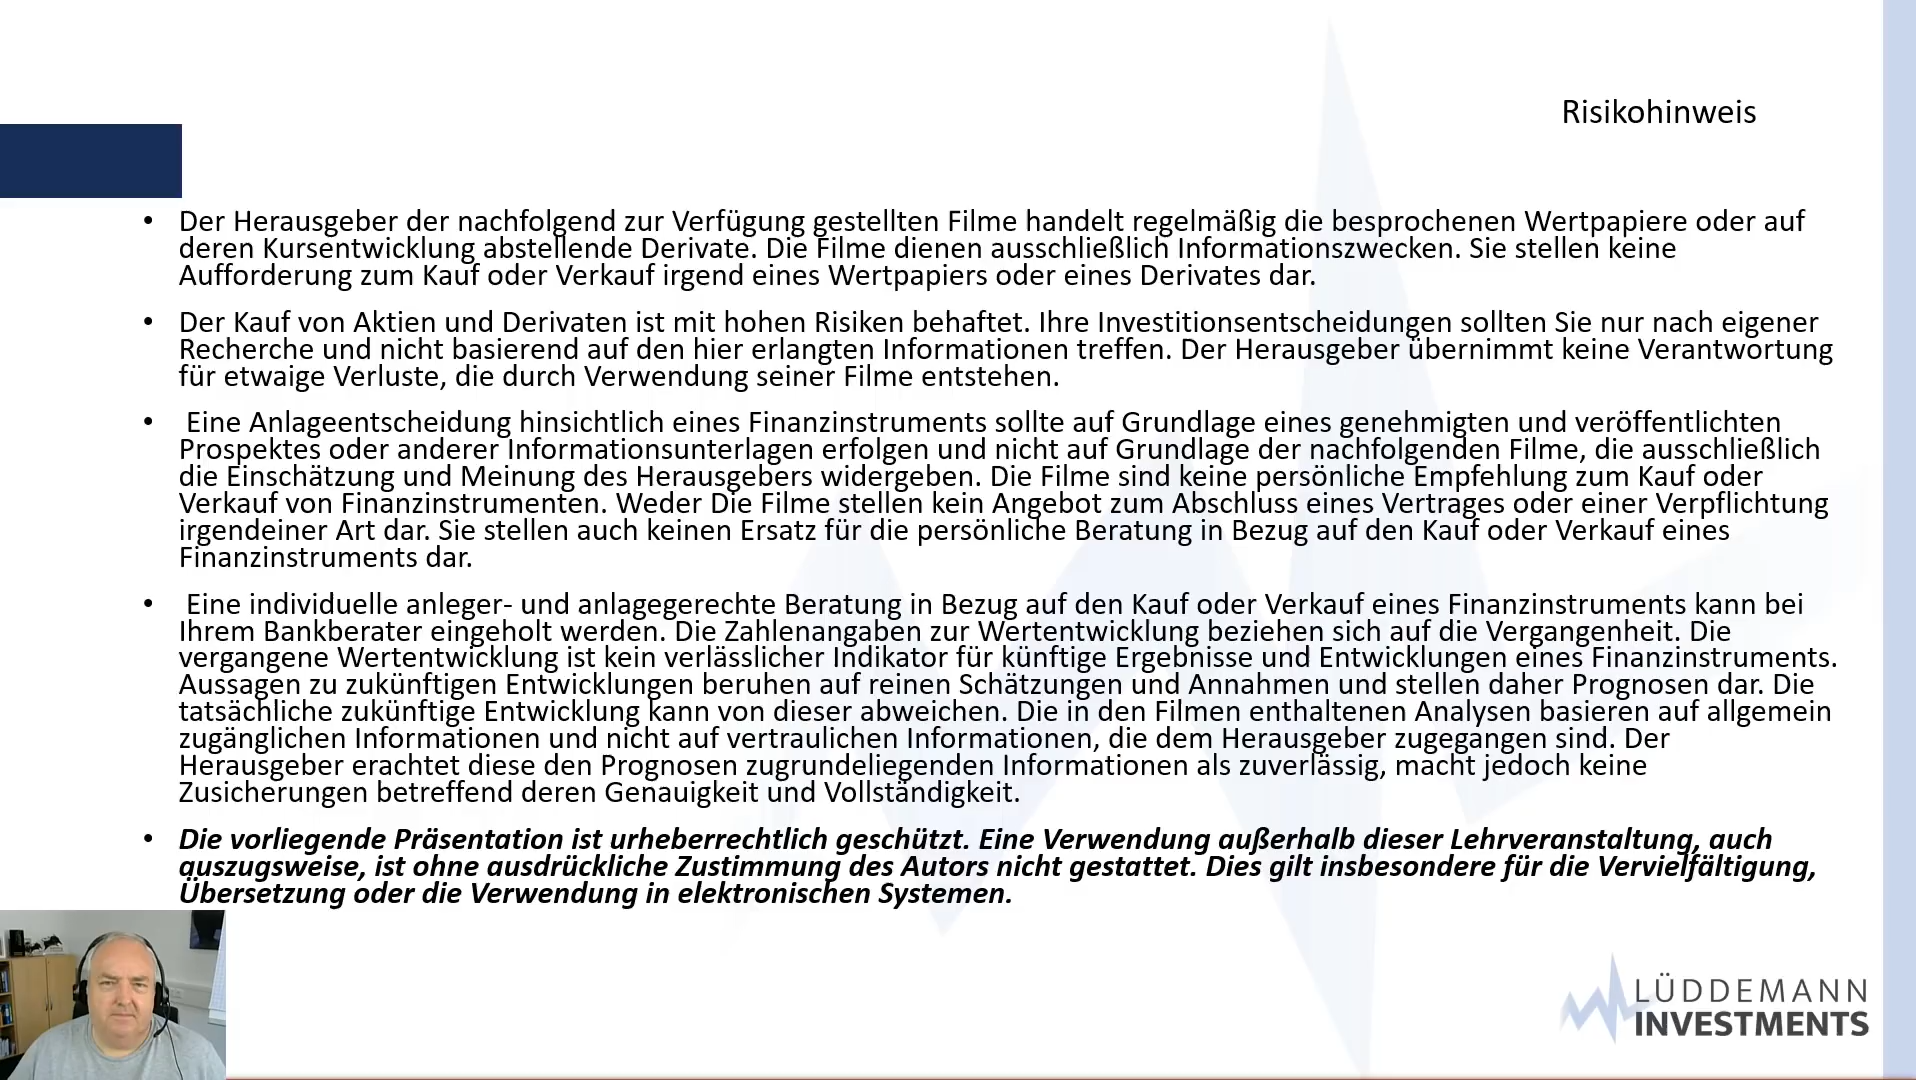 Risikohinweis
• Der Herausgeber der nachfolgend zur Verfügung gestellten Filme handelt regelmäßig die besprochenen Wertpapiere oder auf
deren Kursentwicklung abstellende Derivate. Die Filme dienen ausschließlich Informationszwecken. Sie stellen keine
Aufforderung zum Kauf oder Verkauf irgend eines Wertpapiers oder eines Derivates dar.
• Der Kauf von Aktien und Derivaten ist mit hohen Risiken behaftet. Ihre Investitionsentscheidungen sollten Sie nur nach eigener
Recherche und nicht basierend auf den hier erlangten Informationen treffen. Der Herausgeber übernimmt keine Verantwortung
für etwaige Verluste, die durch Verwendung seiner Filme entstehen.
• Eine Anlageentscheidung hinsichtlich eines Finanzinstruments sollte auf Grundlage eines genehmigten und veröffentlichten
Prospektes oder anderer Informationsunterlagen erfolgen und nicht auf Grundlage der nachfolgenden Filme, die ausschließlich
die Einschätzung und Meinung des Herausgebers widergeben. Die Filme sind keine persönliche Empfehlung zum Kauf oder
Verkauf von Finanzinstrumenten. Weder Die Filme stellen kein Angebot zum Abschluss eines Vertrages oder einer Verpflichtung
irgendeiner Art dar. Sie stellen auch keinen Ersatz für die persönliche Beratung in Bezug auf den Kauf oder Verkauf eines
Finanzinstruments dar.
• Eine individuelle anleger- und anlagegerechte Beratung in Bezug auf den Kauf oder Verkauf eines Finanzinstruments kann bei
Ihrem Bankberater eingeholt werden. Die Zahlenangaben zur Wertentwicklung beziehen sich auf die Vergangenheit. Die
vergangene Wertentwicklung ist kein verlässlicher Indikator für künftige Ergebnisse und Entwicklungen eines Finanzinstruments.
Aussagen zu zukünftigen Entwicklungen beruhen auf reinen Schätzungen und Annahmen und stellen daher Prognosen dar. Die
tatsächliche zukünftige Entwicklung kann von dieser abweichen. Die in den Filmen enthaltenen Analysen basieren auf allgemein
zugänglichen Informationen und nicht auf vertraulichen Informationen, die dem Herausgeber zugegangen sind. Der
Herausgeber erachtet diese den Prognosen zugrundeliegenden Informationen als zuverlässig, macht jedoch keine
Zusicherungen betreffend deren Genauigkeit und Vollständigkeit.
• Die vorliegende Präsentation ist urheberrechtlich geschützt. Eine Verwendung außerhalb dieser Lehrveranstaltung, auch
auszugsweise, ist ohne ausdrückliche Zustimmung des Autors nicht gestattet. Dies gilt insbesondere für die Vervielfältigung,
Übersetzung oder die Verwendung in elektronischen Systemen.
LÜDDEMANN
INVESTMENTS